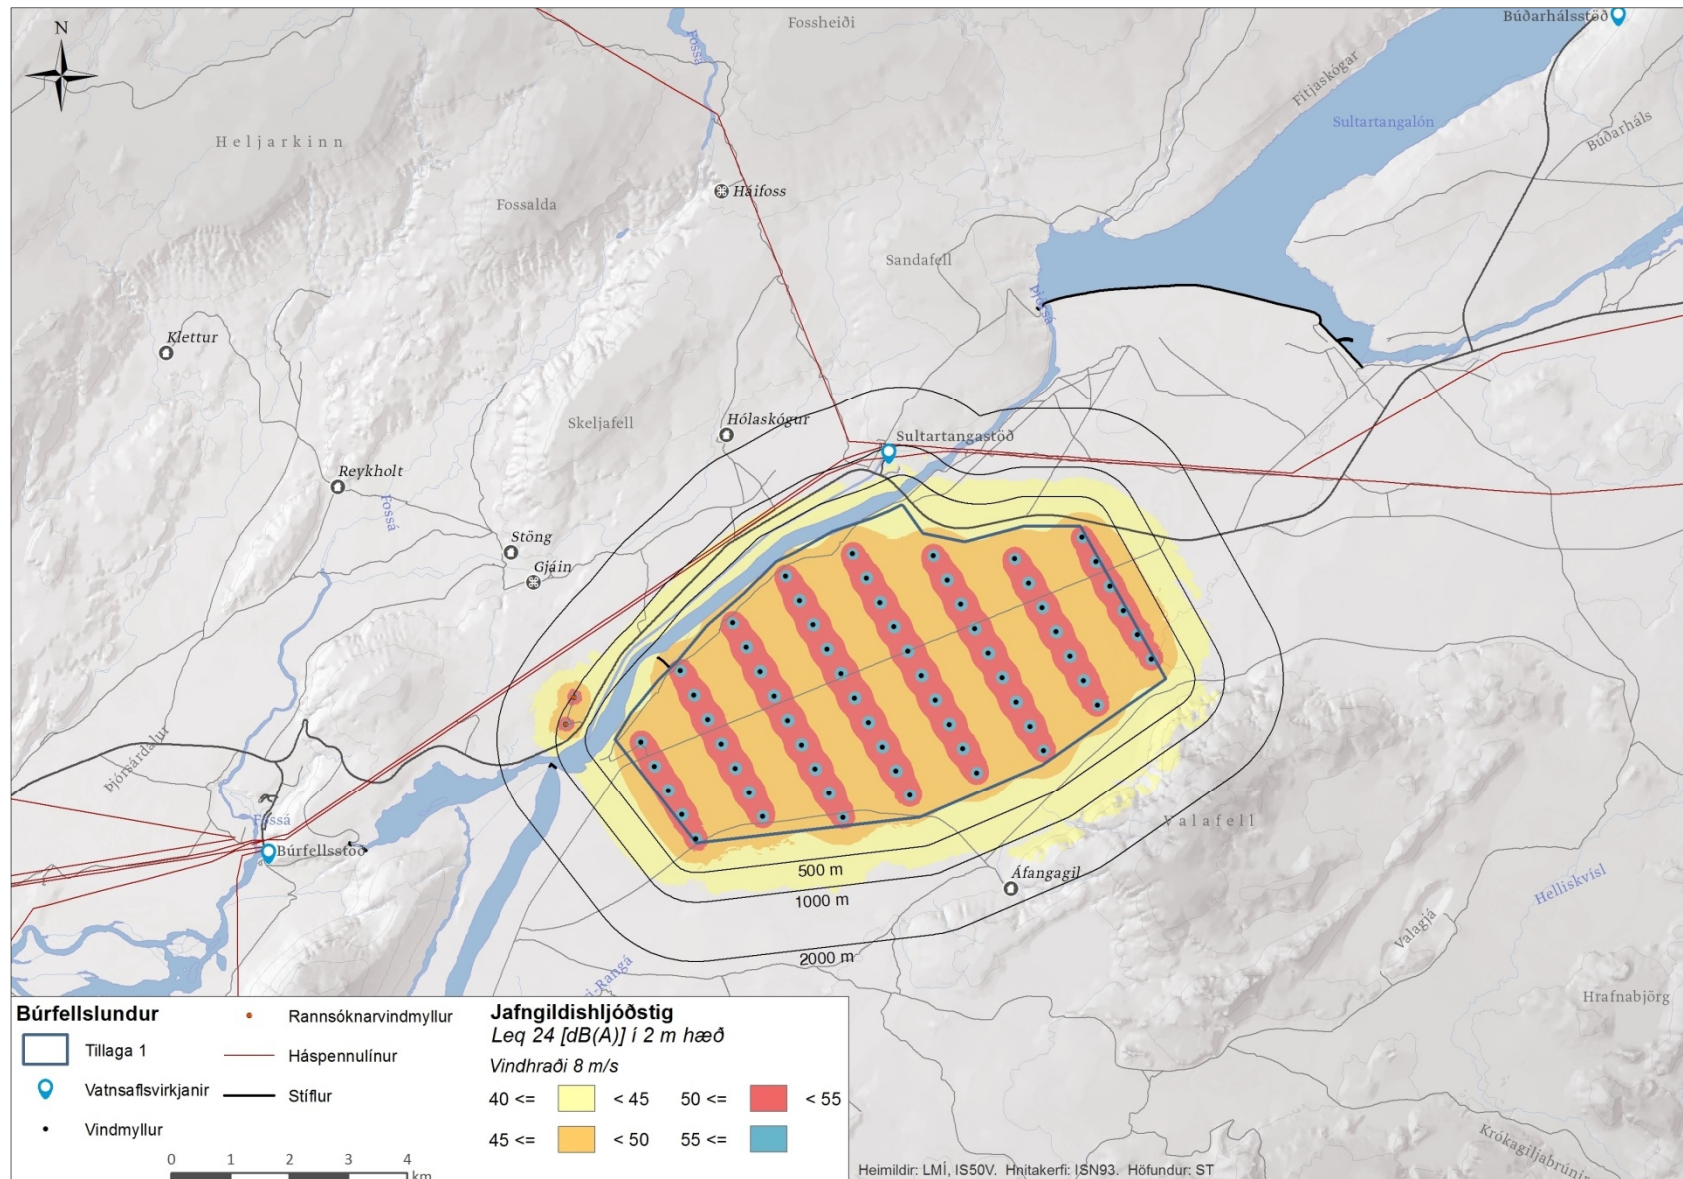 N
Fossheiði
Fossá
Búðarhálsstöð
Fitjaskógar
Sultartangalón
Búðarháls
Heljarkinn
Fossalda
Háifoss
Sandafell
Þjórsá
Klettur
Skeljafell
Hólaskógur
Sultartangastöð
Reykholt
Fossá
Stöng
Gjáin
Þjórsárdalur
Fossá
Búrfellsstöð
Valafell
500 m
Áfangagil
1000 m
Helliskvísl
Valagjá
2000 m
Hrafnabjörg
Krókagiljabrúnir
Búrfellslundur
Tillaga 1
Vatnsaflsvirkjanir
Vindmyllur
Rannsóknarvindmyllur
Háspennulínur
Stíflur
0 1 2 3 4
km
Jafngildishljóðstig
Leq 24 [dB(A)] í 2 m hæð
Vindhraði 8 m/s
40 <= < 45 50 <= < 55
45 <= < 50 55 <=
Heimildir: LMÍ, IS50V. Hnitakerfi: ISN93. Höfundur: ST